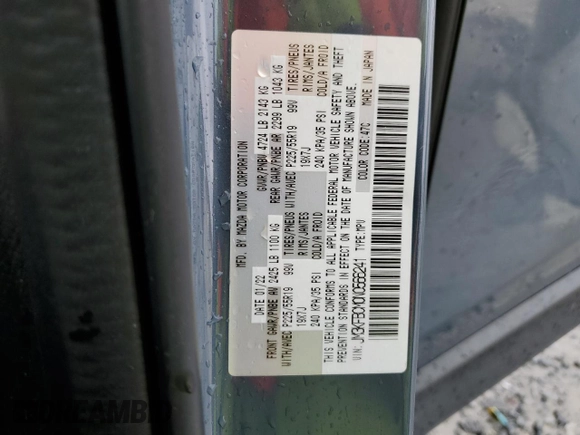 MFD. BY MAZDA MOTOR CORPORATION
DATE 01/22 GVWR/PNBV 4724 LB 2143 KG
FRONT GAWR/PNBE AV 2425 LB 1100 KG REAR GAWR/PNBE AR 2299 LB 1043 KG
WITH/AVEC P225/55R19 99V TIRES/PNEUS WITH/AVEC P225/55R19 99V TIRES/PNEUS
19X7J RIMS/JANTES 19X7J RIMS/JANTES
240 KPA/35 PSI COLD/A FROID 240 KPA/35 PSI COLD/A FROID
THIS VEHICLE CONFORMS TO ALL APPLICABLE FEDERAL MOTOR VEHICLE SAFETY AND THEFT
PREVENTION STANDARDS IN EFFECT ON THE DATE OF MANUFACTURE SHOWN ABOVE.
VIN: JM3KFBCM0N0566241 TYPE:MPV COLOR CODE:47C MADE IN JAPAN